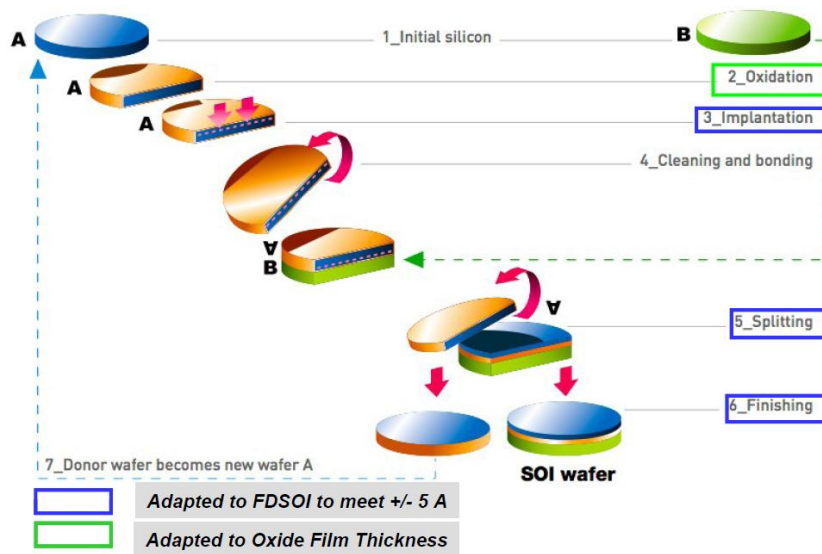 A
1_Initial silicon
B
A
2_Oxidation
A
3_Implantation
4_Cleaning and bonding
A
B
A
5_Splitting
6_Finishing
7_Donor wafer becomes new wafer A
SOI wafer
Adapted to FDSOI to meet +/- 5 A
Adapted to Oxide Film Thickness